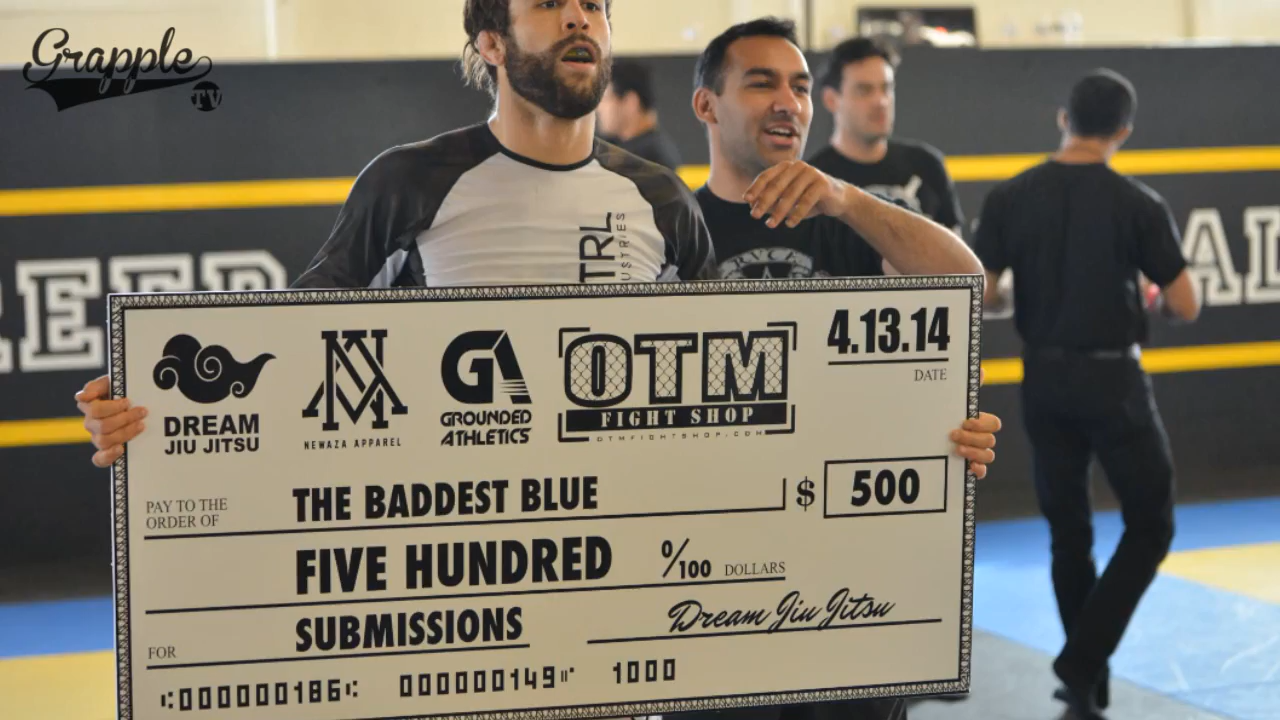 Grapple
TV
TRL
USTRIES
4.13.14
DATE
DREAM
JIU JITSU
NEWAZA APPAREL
GROUNDED
ATHLETICS
OTM
FIGHT SHOP
OTMFIGHTSHOP.COM
PAY TO THE
ORDER OF
THE BADDEST BLUE
$ 500
FIVE HUNDRED %/100 DOLLARS
FOR
SUBMISSIONS
Dream Jiu Jitsu
⑆000000186⑆ 000000149⑈ 1000